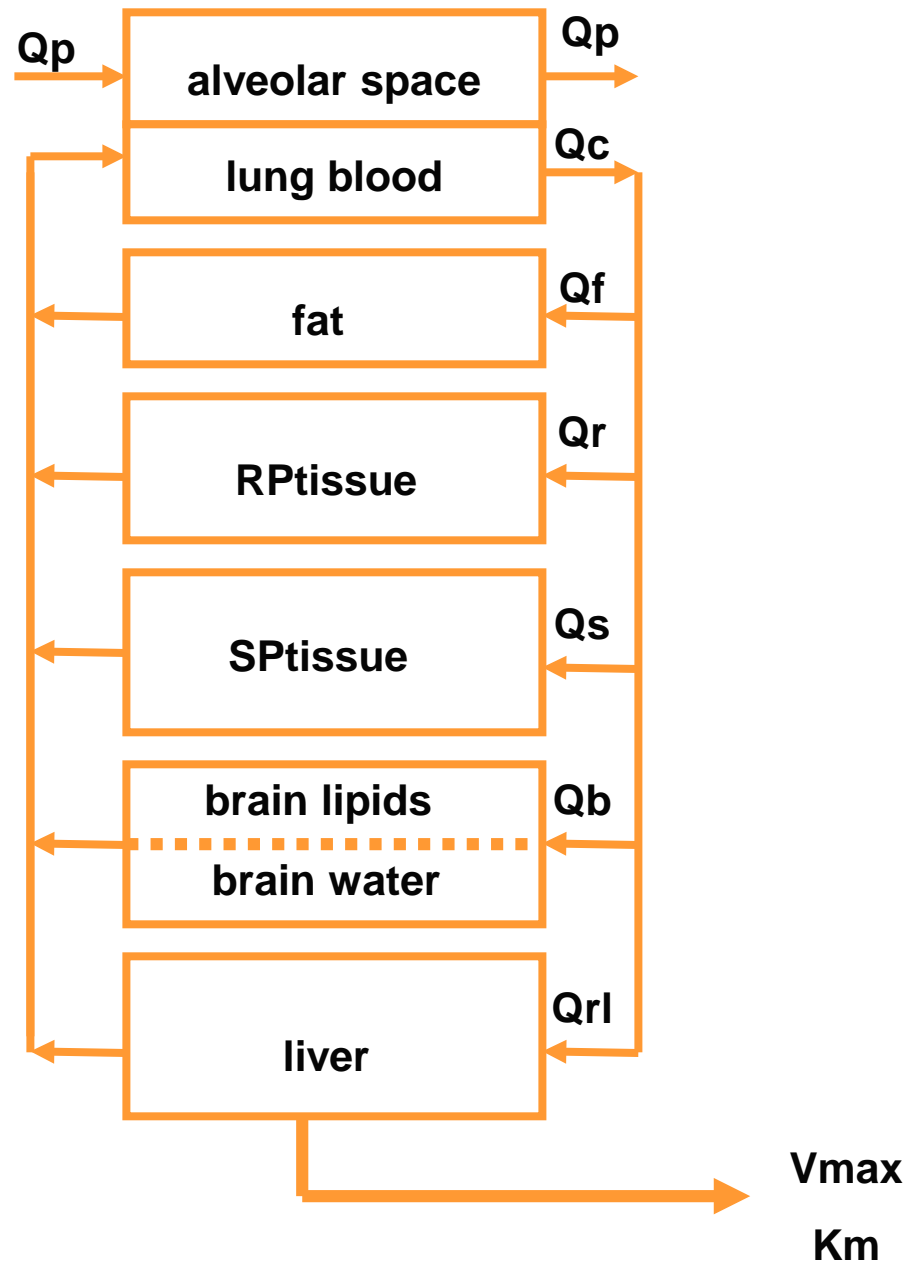 Qp
Qp
alveolar space
Qc
lung blood
Qf
fat
Qr
RPtissue
Qs
SPtissue
brain lipids
Qb
brain water
Qrl
liver
Vmax
Km